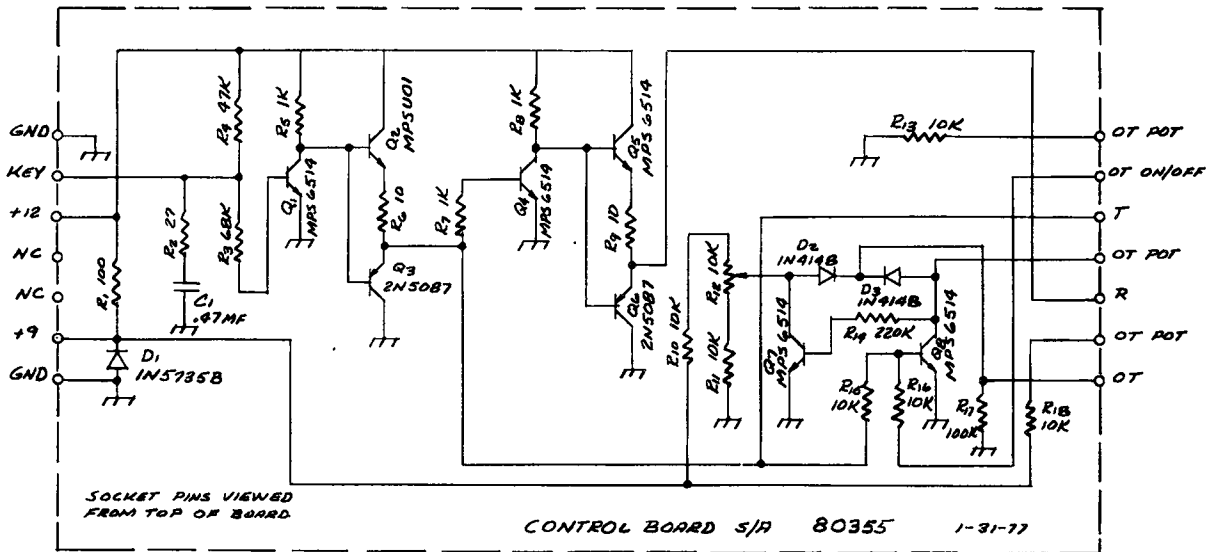 GND
KEY
+12
NC
NC
+9
GND
R1 100
R2 27
C1
.47MF
R3 68K
R4 47K
R5 1K
Q1
MPS6514
Q2
MPSU01
R6 10
Q3
2N5087
D1
1N5735B
R7 1K
R8 1K
Q4
MPS6514
Q5
MPS6514
R9 10
Q6
2N5087
R10 10K
R12 10K
R11 10K
D2
1N414B
D3
1N414B
R14 220K
Q7
MPS6514
Q8
MPS6514
R15
10K
R16
10K
R17
100K
R18
10K
R13 10K
OT POT
OT ON/OFF
T
OT POT
R
OT POT
OT
SOCKET PINS VIEWED
FROM TOP OF BOARD
CONTROL BOARD S/A 80355 1-31-77